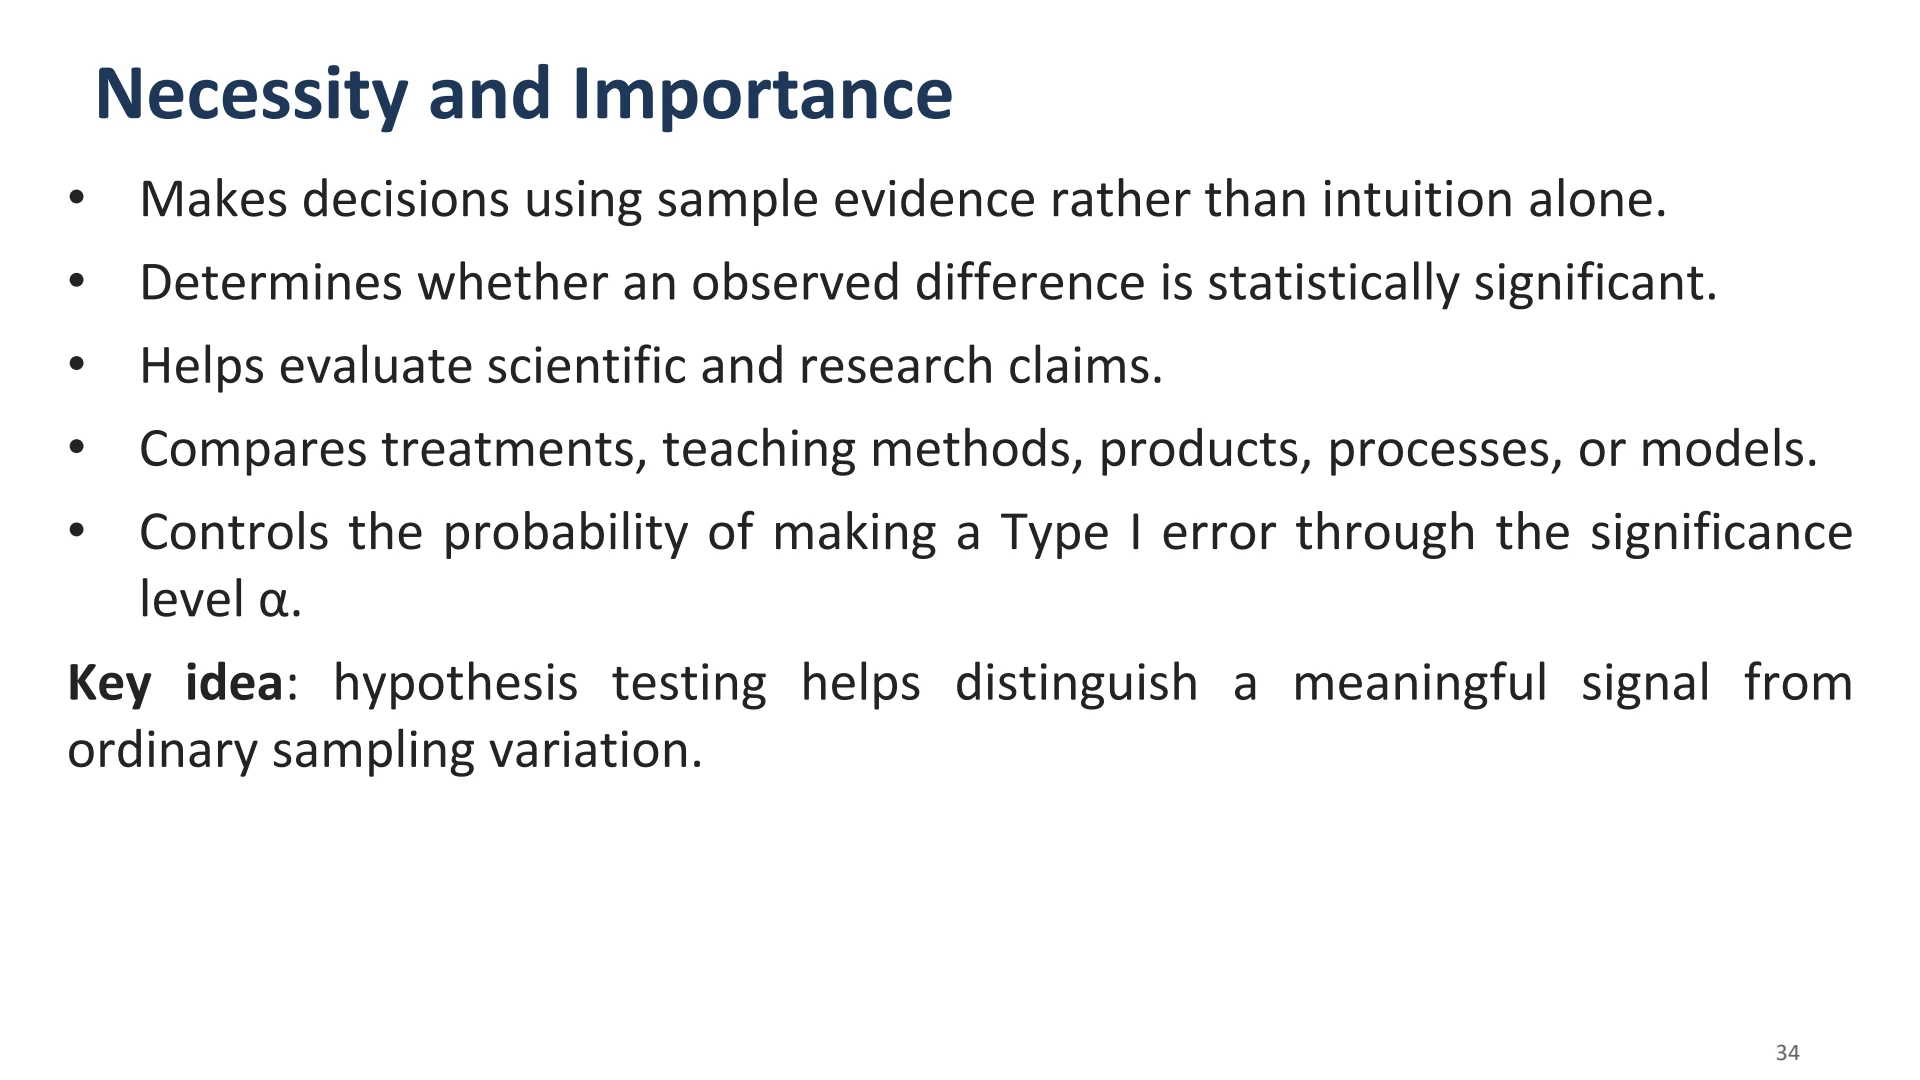 Necessity and Importance
• Makes decisions using sample evidence rather than intuition alone.
• Determines whether an observed difference is statistically significant.
• Helps evaluate scientific and research claims.
• Compares treatments, teaching methods, products, processes, or models.
• Controls the probability of making a Type I error through the significance
level α.
Key idea: hypothesis testing helps distinguish a meaningful signal from
ordinary sampling variation.
34